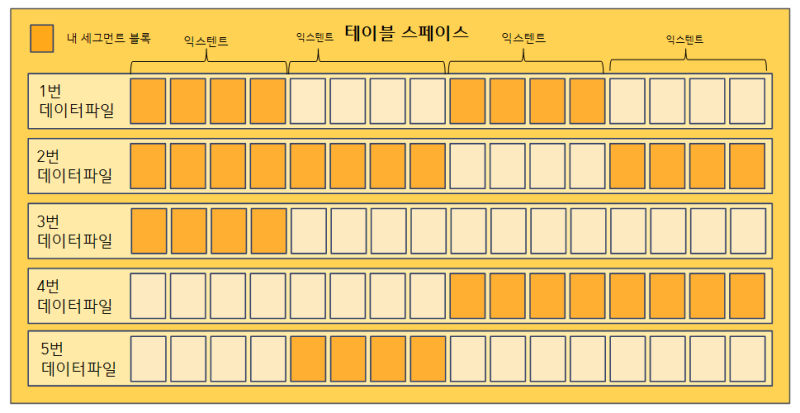 테이블 스페이스
내 세그먼트 블록
익스텐트
익스텐트
익스텐트
익스텐트
1번
데이터파일
2번
데이터파일
3번
데이터파일
4번
데이터파일
5번
데이터파일